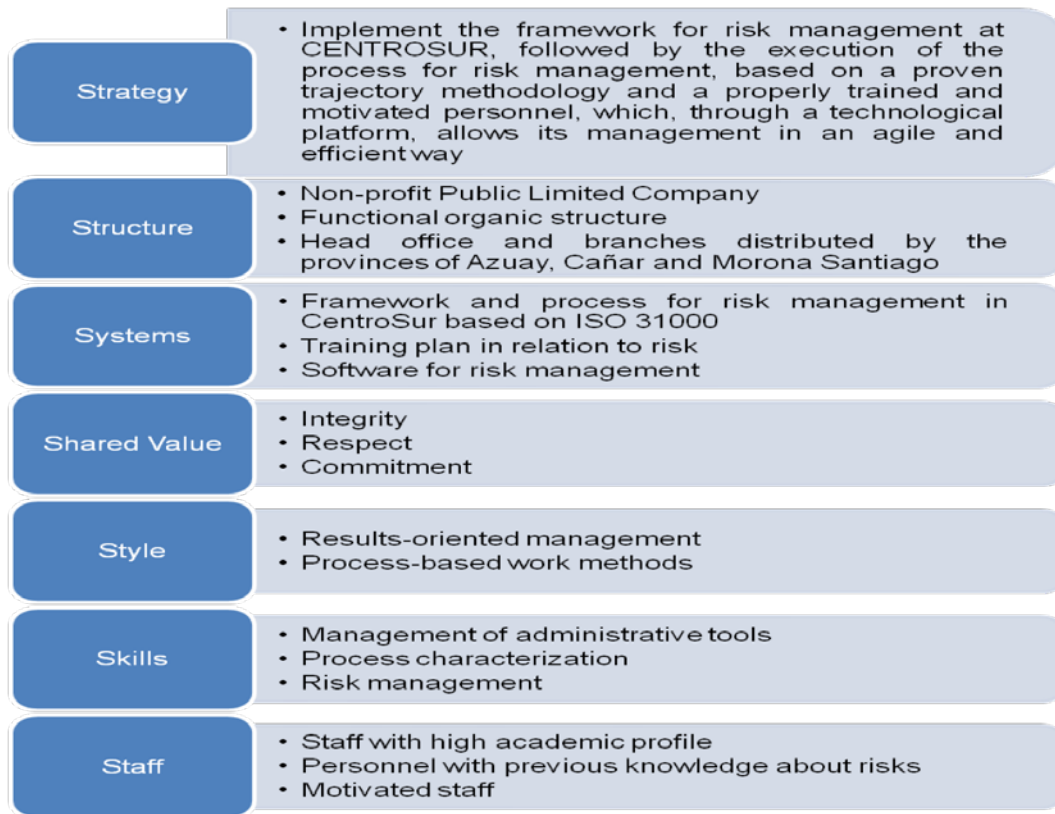 Strategy
• Implement the framework for risk management at
CENTROSUR, followed by the execution of the
process for risk management, based on a proven
trajectory methodology and a properly trained and
motivated personnel, which, through a technological
platform, allows its management in an agile and
efficient way
Structure
• Non-profit Public Limited Company
• Functional organic structure
• Head office and branches distributed by the
provinces of Azuay, Cañar and Morona Santiago
Systems
• Framework and process for risk management in
CentroSur based on ISO 31000
• Training plan in relation to risk
• Software for risk management
Shared Value
• Integrity
• Respect
• Commitment
Style
• Results-oriented management
• Process-based work methods
Skills
• Management of administrative tools
• Process characterization
• Risk management
Staff
• Staff with high academic profile
• Personnel with previous knowledge about risks
• Motivated staff